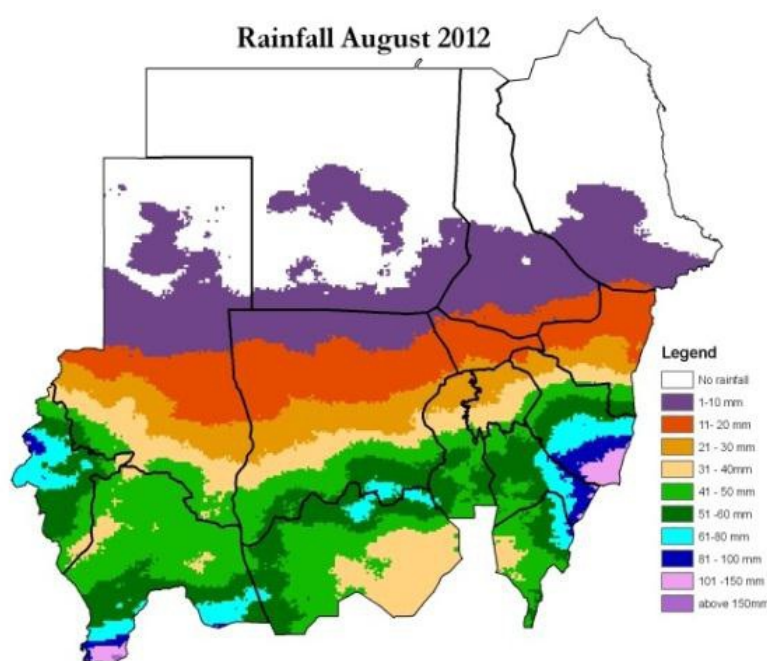 Rainfall August 2012
Legend
No rainfall
1-10 mm
11- 20 mm
21 - 30 mm
31 - 40mm
41 - 50 mm
51 -60 mm
61-80 mm
81 - 100 mm
101 -150 mm
above 150mm